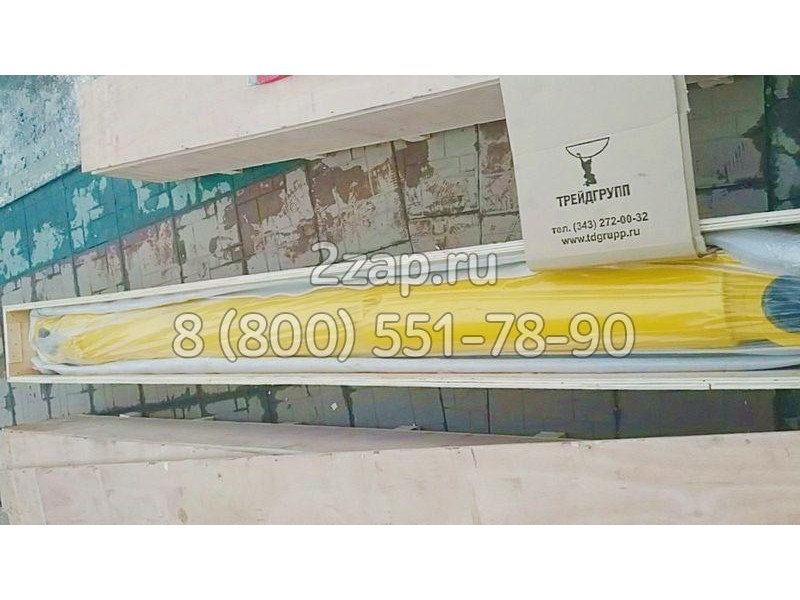 ТРЕЙДГРУПП
тел. (343) 272-00-32
www.tdgrupp.ru
2zap.ru
8 (800) 551-78-90